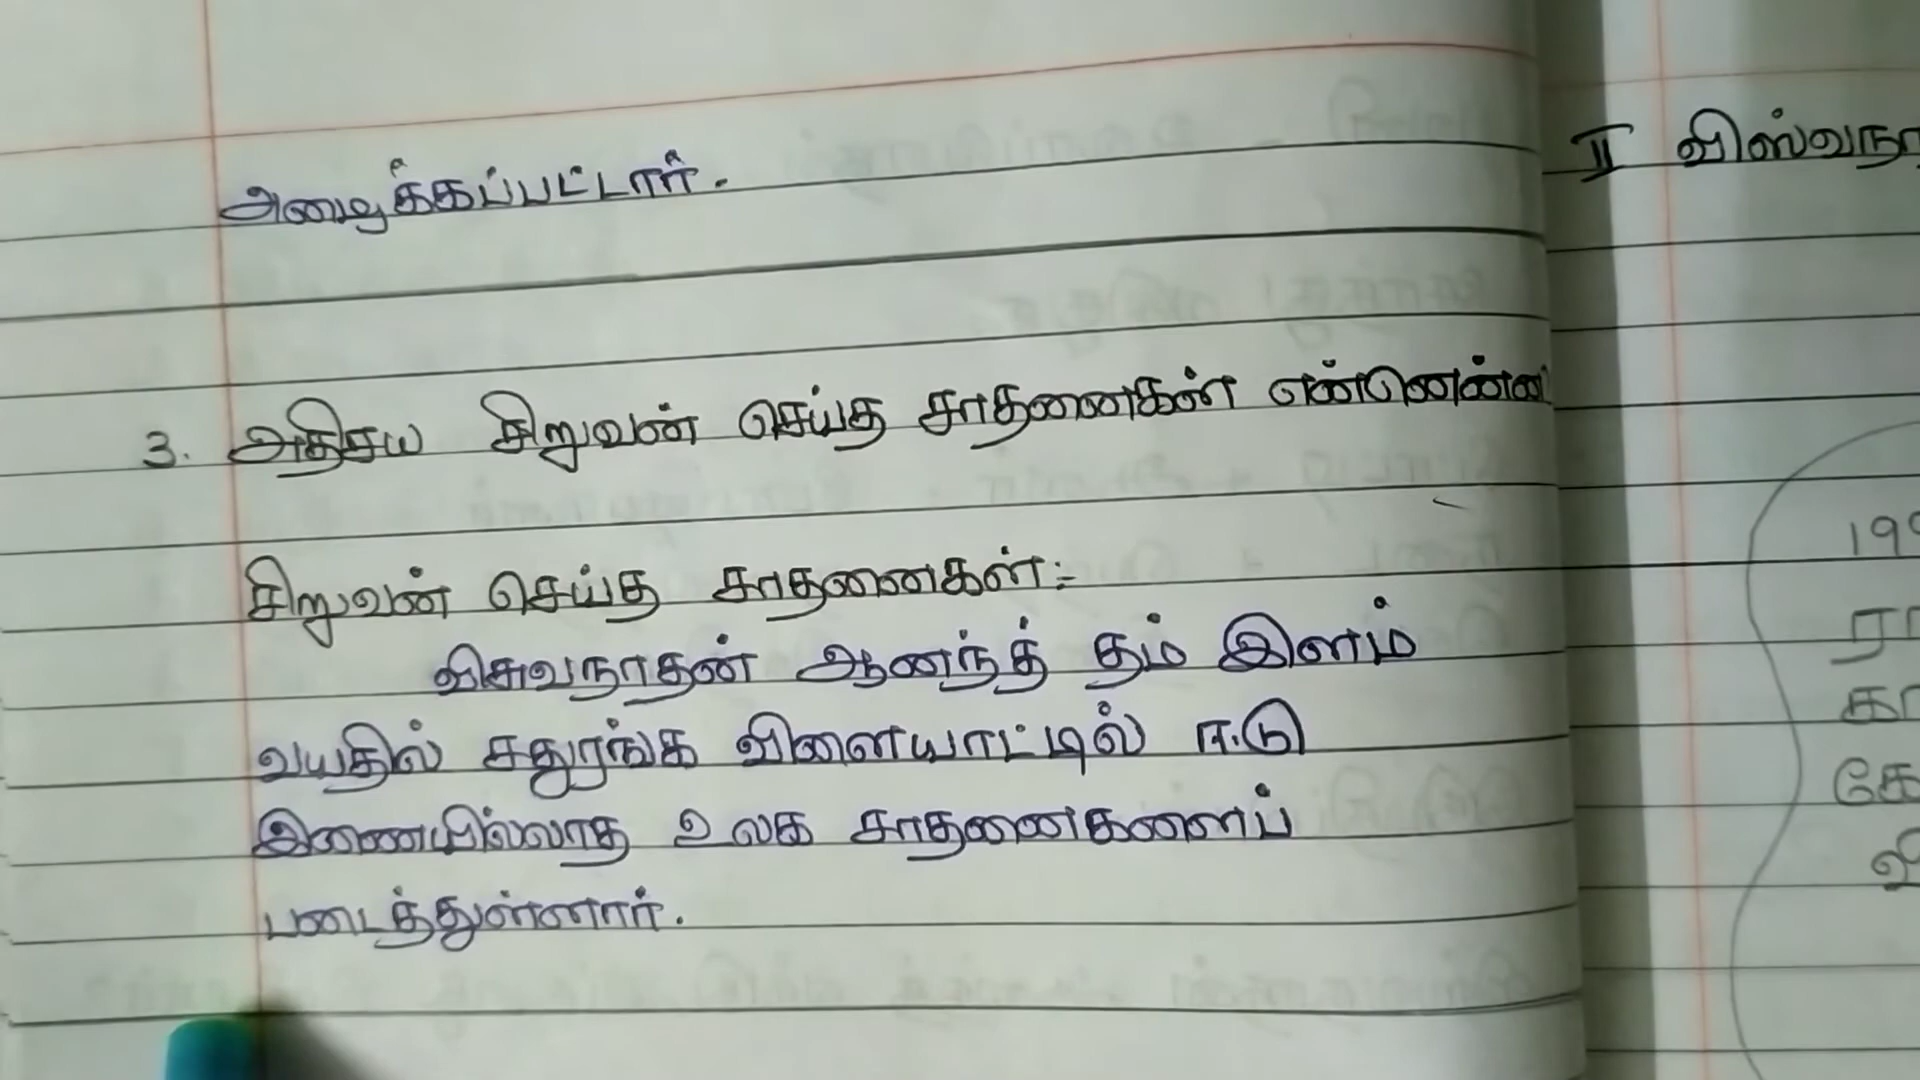 அழைக்கப்பட்டார்.
3. அதிசய சிறுவன் செய்த சாதனைகள் என்னென்ன
சிறுவன் செய்த சாதனைகள்:-
விசுவநாதன் ஆனந்த் தம் இளம்
வயதில் சதுரங்க விளையாட்டில் ஈடு
இணையில்லாத உலக சாதனைகளைப்
படைத்துள்ளார்.
II